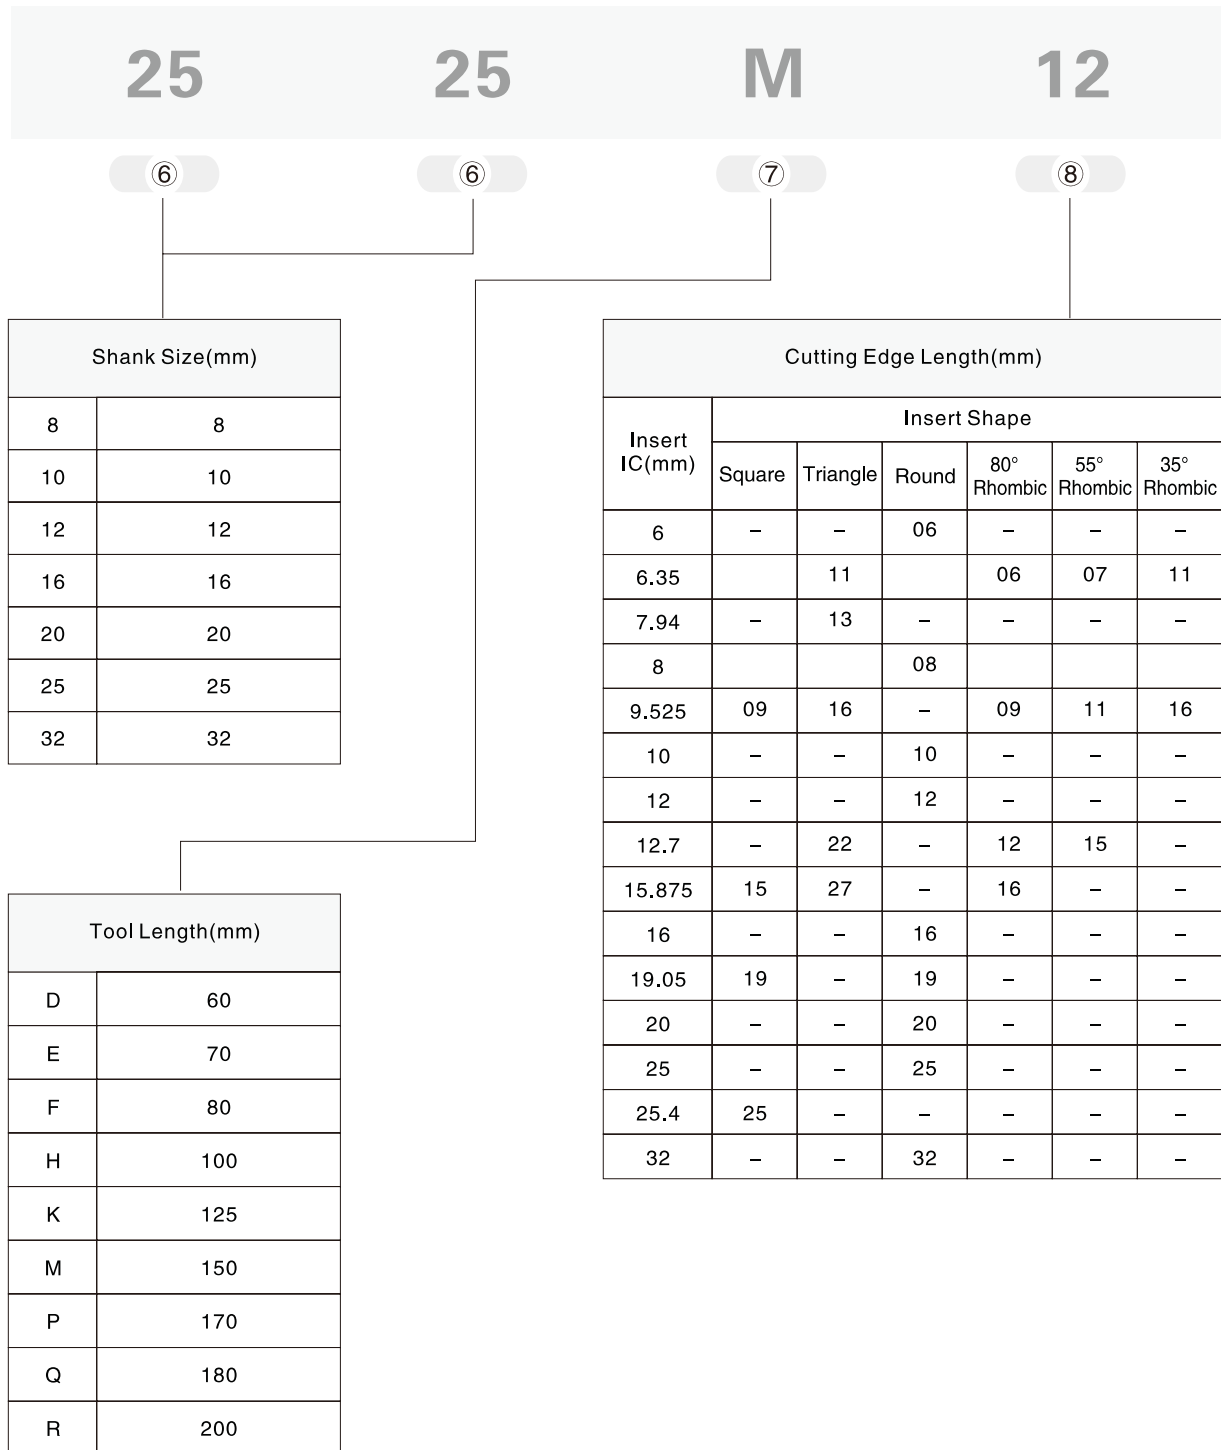 25 25 M 12
⑥ ⑥ ⑦ ⑧
Shank Size(mm)
8 8
10 10
12 12
16 16
20 20
25 25
32 32
Tool Length(mm)
D 60
E 70
F 80
H 100
K 125
M 150
P 170
Q 180
R 200
Cutting Edge Length(mm)
Insert IC(mm)
Insert Shape
Square Triangle Round 80° Rhombic 55° Rhombic 35° Rhombic
6 – – 06 – – –
6.35 11 06 07 11
7.94 – 13 – – – –
8 08
9.525 09 16 – 09 11 16
10 – – 10 – – –
12 – – 12 – – –
12.7 – 22 – 12 15 –
15.875 15 27 – 16 – –
16 – – 16 – – –
19.05 19 – 19 – – –
20 – – 20 – – –
25 – – 25 – – –
25.4 25 – – – – –
32 – – 32 – – –